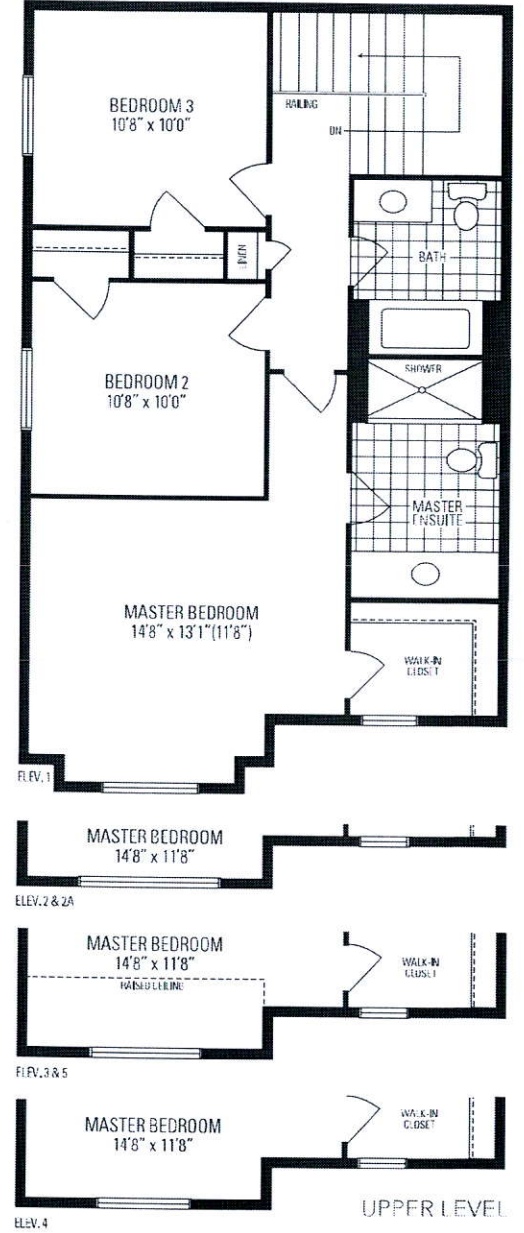 BEDROOM 3
10'8" x 10'0"
RAILING
DN
BATH
LINEN
BEDROOM 2
10'8" x 10'0"
SHOWER
MASTER
ENSUITE
MASTER BEDROOM
14'8" x 13'1"(11'8")
WALK-IN
CLOSET
ELEV. 1
MASTER BEDROOM
14'8" x 11'8"
ELEV. 2 & 2A
MASTER BEDROOM
14'8" x 11'8"
RAISED CEILING
WALK-IN
CLOSET
ELEV. 3 & 5
MASTER BEDROOM
14'8" x 11'8"
WALK-IN
CLOSET
ELEV. 4
UPPER LEVEL